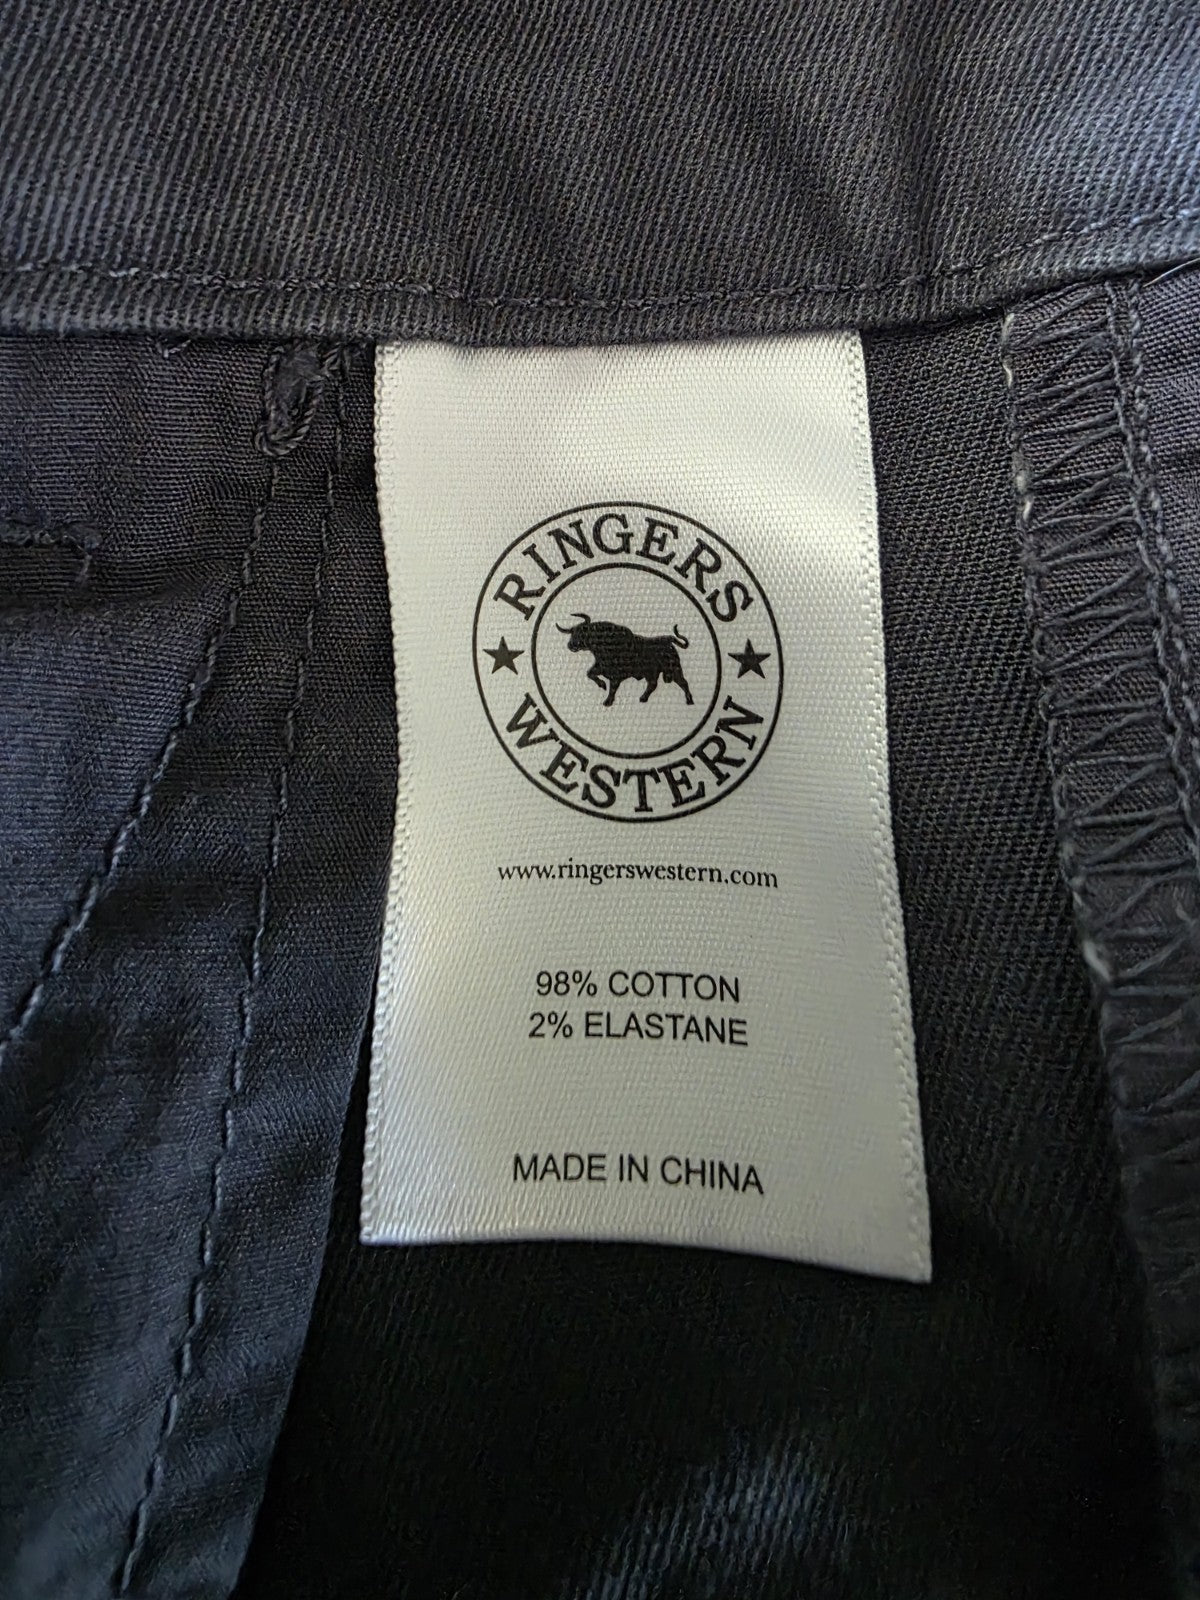 RINGERS
WESTERN
www.ringerswestern.com
98% COTTON
2% ELASTANE
MADE IN CHINA